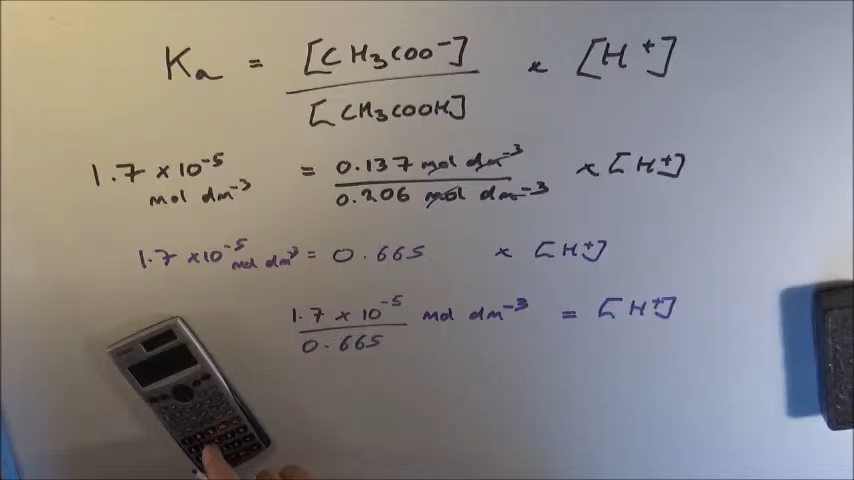 Ka = [CH₃COO⁻] / [CH₃COOH] × [H⁺]
1.7 × 10⁻⁵ mol dm⁻³ = 0.137 mol dm⁻³ / 0.206 mol dm⁻³ × [H⁺]
1.7 × 10⁻⁵ mol dm⁻³ = 0.665 × [H⁺]
1.7 × 10⁻⁵ / 0.665 mol dm⁻³ = [H⁺]